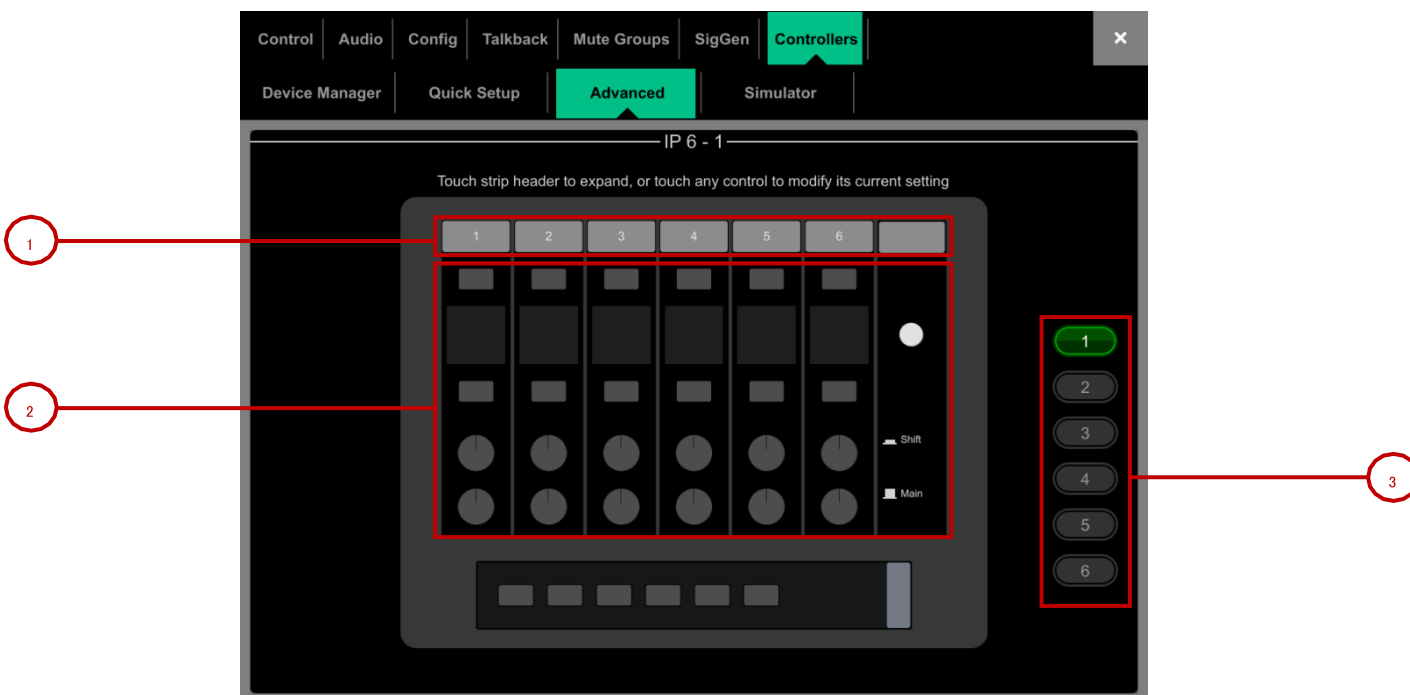 Control Audio Config Talkback Mute Groups SigGen Controllers ×
Device Manager Quick Setup Advanced Simulator
IP 6 - 1
Touch strip header to expand, or touch any control to modify its current setting
1 2 3 4 5 6
1
1
2
2
3
Shift
4
3
Main
5
6
2